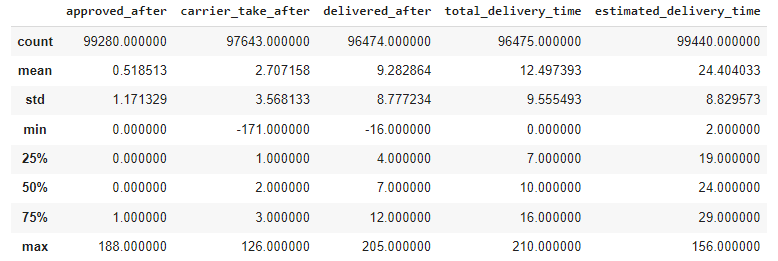 approved_after carrier_take_after delivered_after total_delivery_time estimated_delivery_time
count 99280.000000 97643.000000 96474.000000 96475.000000 99440.000000
mean 0.518513 2.707158 9.282864 12.497393 24.404033
std 1.171329 3.568133 8.777234 9.555493 8.829573
min 0.000000 -171.000000 -16.000000 0.000000 2.000000
25% 0.000000 1.000000 4.000000 7.000000 19.000000
50% 0.000000 2.000000 7.000000 10.000000 24.000000
75% 1.000000 3.000000 12.000000 16.000000 29.000000
max 188.000000 126.000000 205.000000 210.000000 156.000000